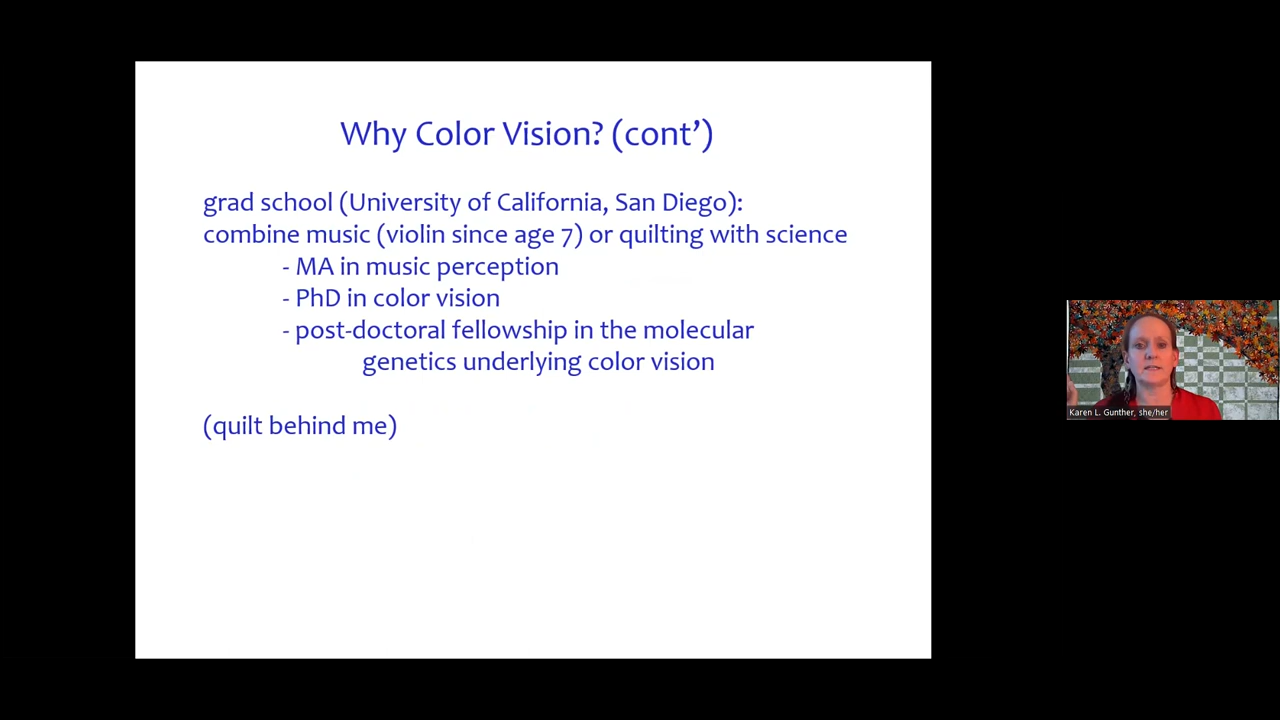 Why Color Vision? (cont’)
grad school (University of California, San Diego):
combine music (violin since age 7) or quilting with science
- MA in music perception
- PhD in color vision
- post-doctoral fellowship in the molecular
genetics underlying color vision
(quilt behind me)
Karen L. Gunther, she/her